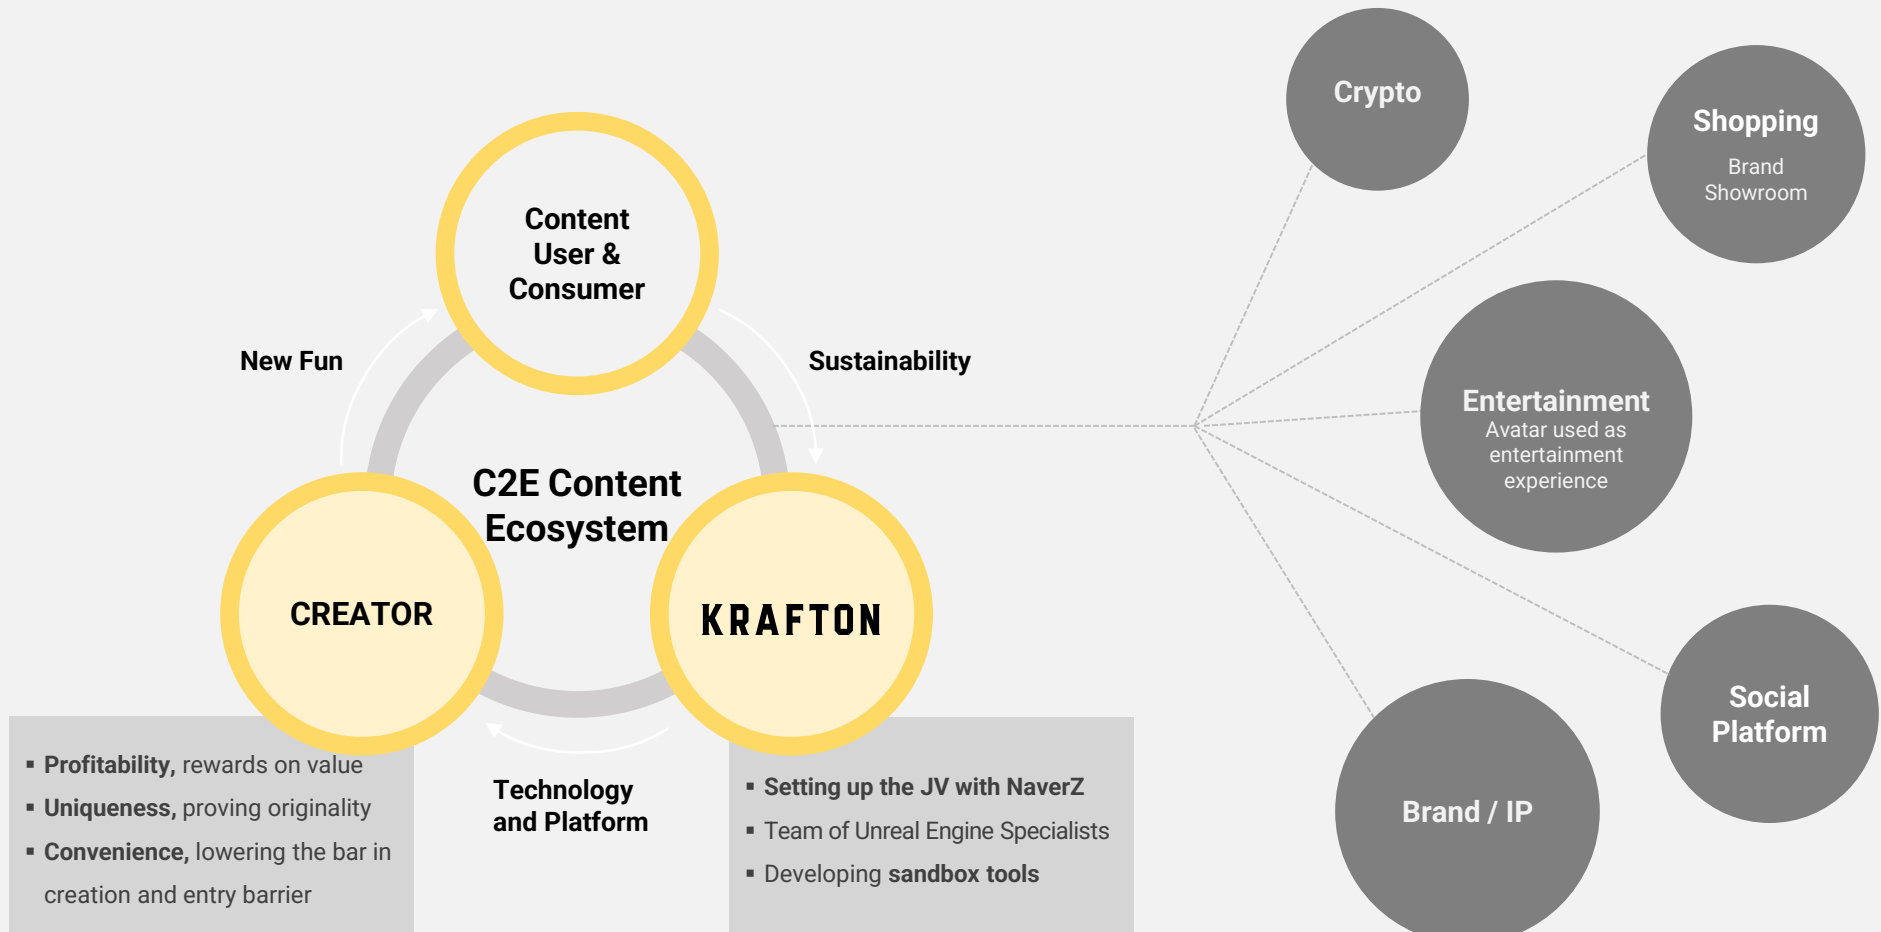 Content
User &
Consumer
New Fun
Sustainability
C2E Content
Ecosystem
CREATOR
KRAFTON
Technology
and Platform
▪ Profitability, rewards on value
▪ Uniqueness, proving originality
▪ Convenience, lowering the bar in
creation and entry barrier
▪ Setting up the JV with NaverZ
▪ Team of Unreal Engine Specialists
▪ Developing sandbox tools
Crypto
Shopping
Brand
Showroom
Entertainment
Avatar used as
entertainment
experience
Social
Platform
Brand / IP